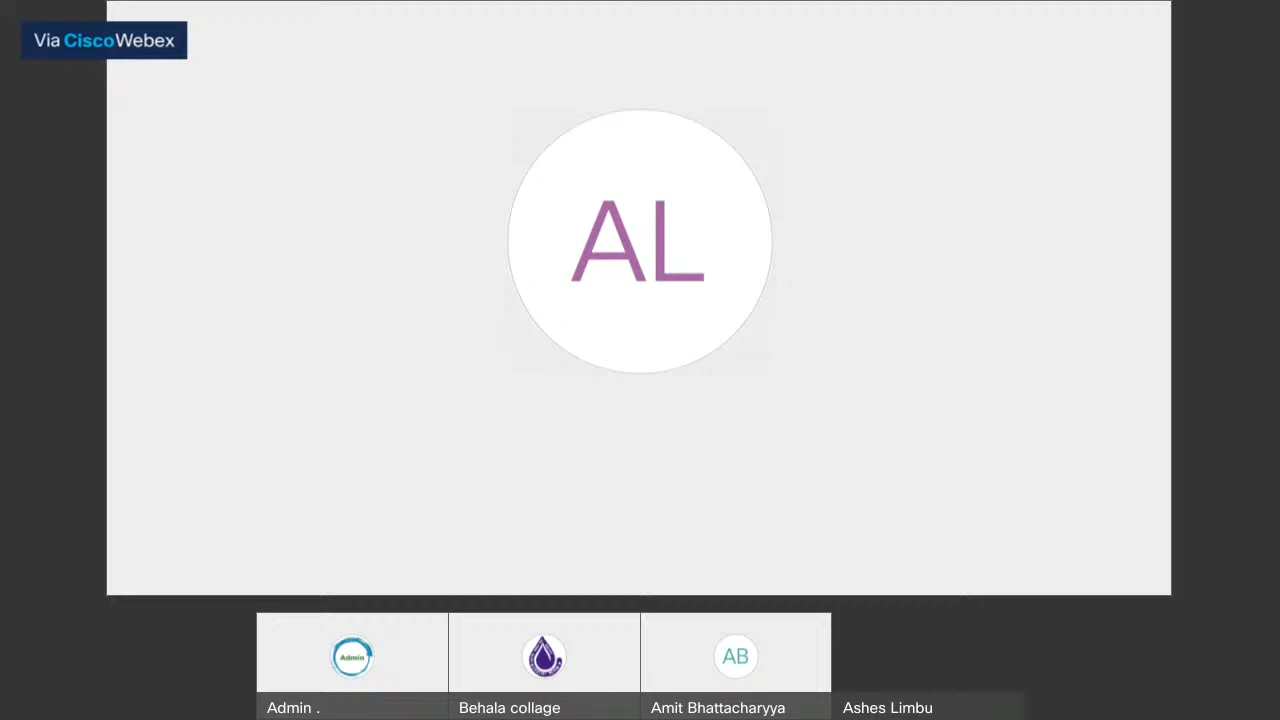 Via CiscoWebex
AL
Admin
AB
Admin .
Behala collage
Amit Bhattacharyya
Ashes Limbu